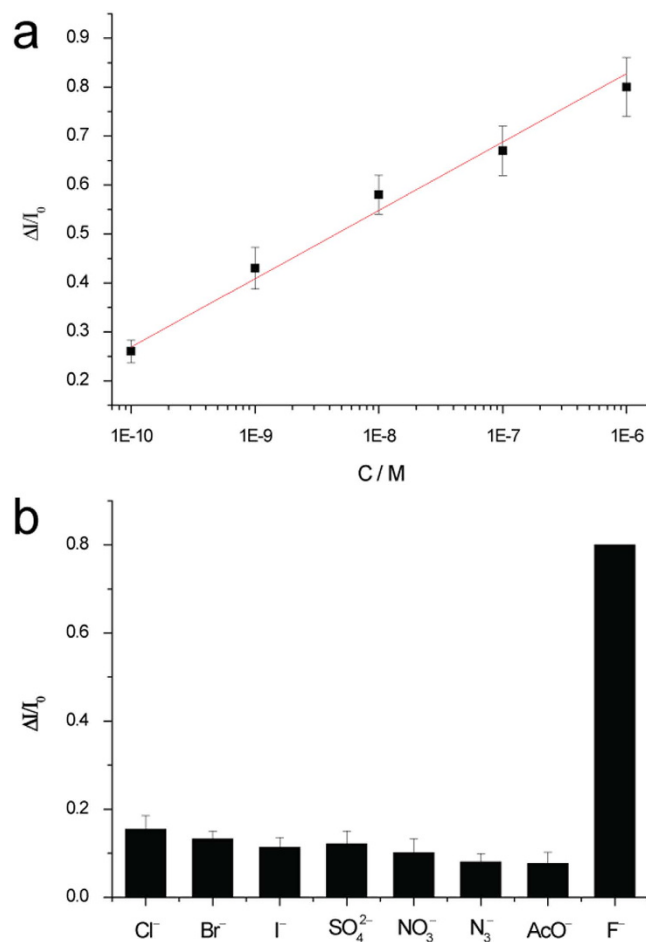 a
0.9
0.8
0.7
0.6
0.5
0.4
0.3
0.2
ΔI/I₀
1E-10 1E-9 1E-8 1E-7 1E-6
C / M
b
0.8
0.6
0.4
0.2
0.0
ΔI/I₀
Cl⁻ Br⁻ I⁻ SO₄²⁻ NO₃⁻ N₃⁻ AcO⁻ F⁻